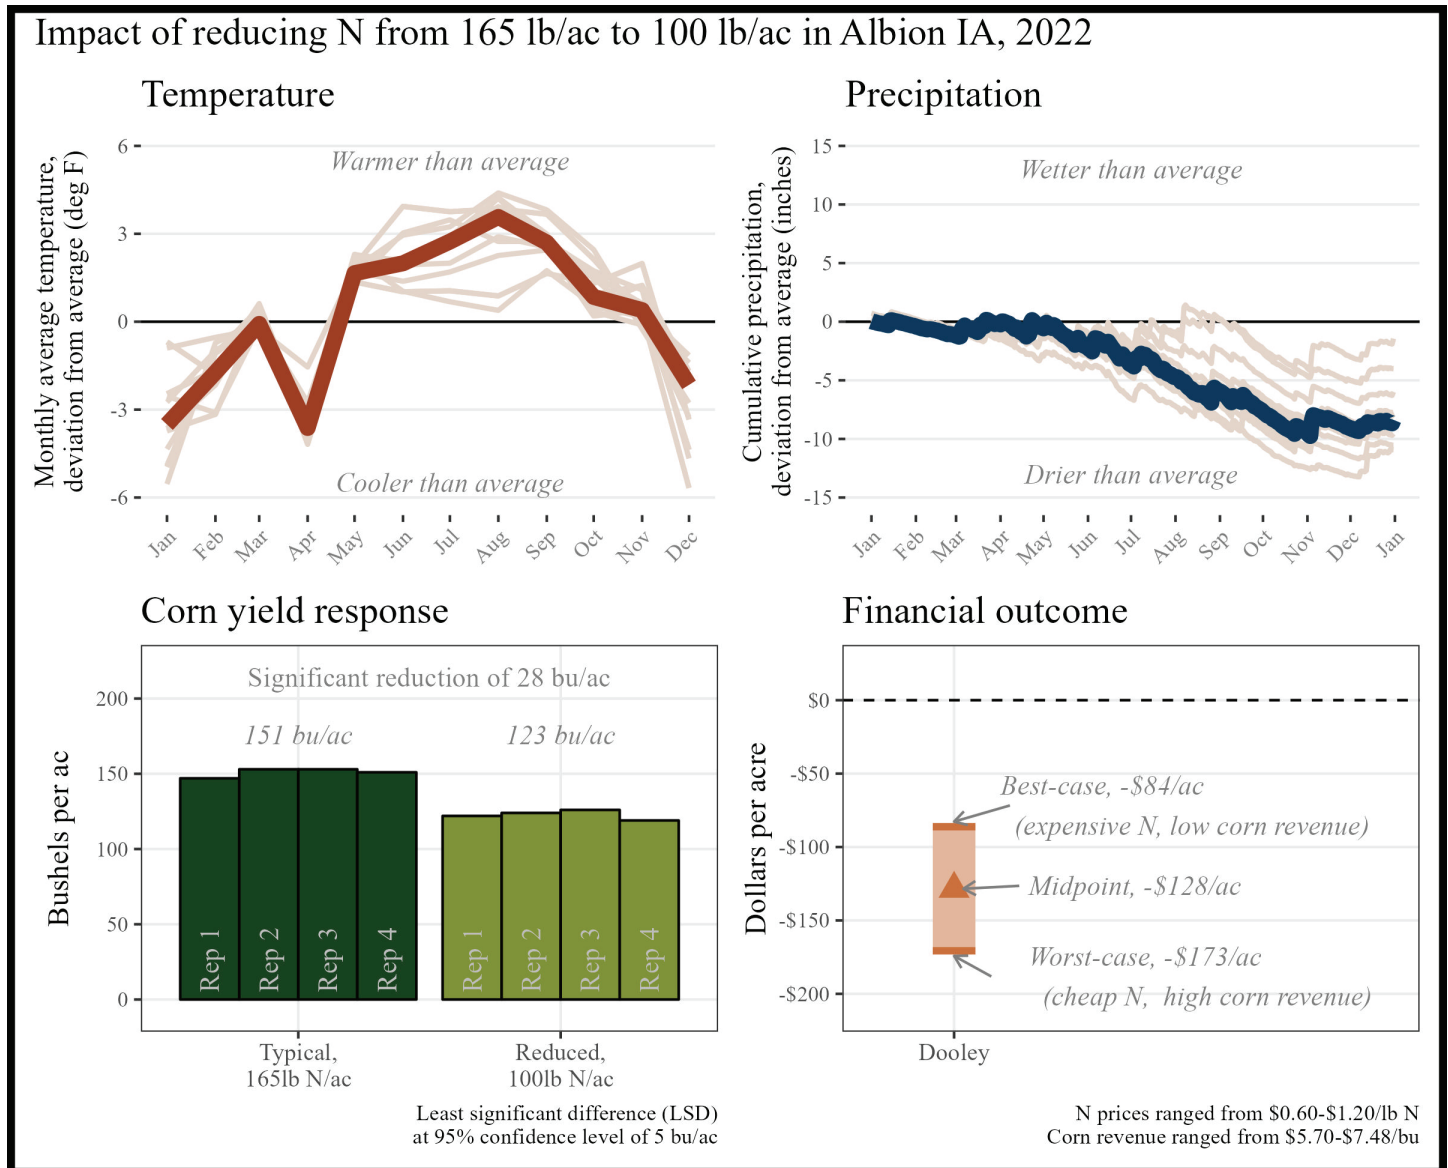 Impact of reducing N from 165 lb/ac to 100 lb/ac in Albion IA, 2022
Temperature
Monthly average temperature,
deviation from average (deg F)
6
3
0
-3
-6
Warmer than average
Cooler than average
Jan
Feb
Mar
Apr
May
Jun
Jul
Aug
Sep
Oct
Nov
Dec
Precipitation
Cumulative precipitation,
deviation from average (inches)
15
10
5
0
-5
-10
-15
Wetter than average
Drier than average
Jan
Feb
Mar
Apr
May
Jun
Jul
Aug
Sep
Oct
Nov
Dec
Jan
Corn yield response
Bushels per ac
200
150
100
50
0
Significant reduction of 28 bu/ac
151 bu/ac
123 bu/ac
Rep 1
Rep 2
Rep 3
Rep 4
Rep 1
Rep 2
Rep 3
Rep 4
Typical,
165lb N/ac
Reduced,
100lb N/ac
Least significant difference (LSD)
at 95% confidence level of 5 bu/ac
Financial outcome
Dollars per acre
$0
-$50
-$100
-$150
-$200
Best-case, -$84/ac
(expensive N, low corn revenue)
Midpoint, -$128/ac
Worst-case, -$173/ac
(cheap N, high corn revenue)
Dooley
N prices ranged from $0.60-$1.20/lb N
Corn revenue ranged from $5.70-$7.48/bu